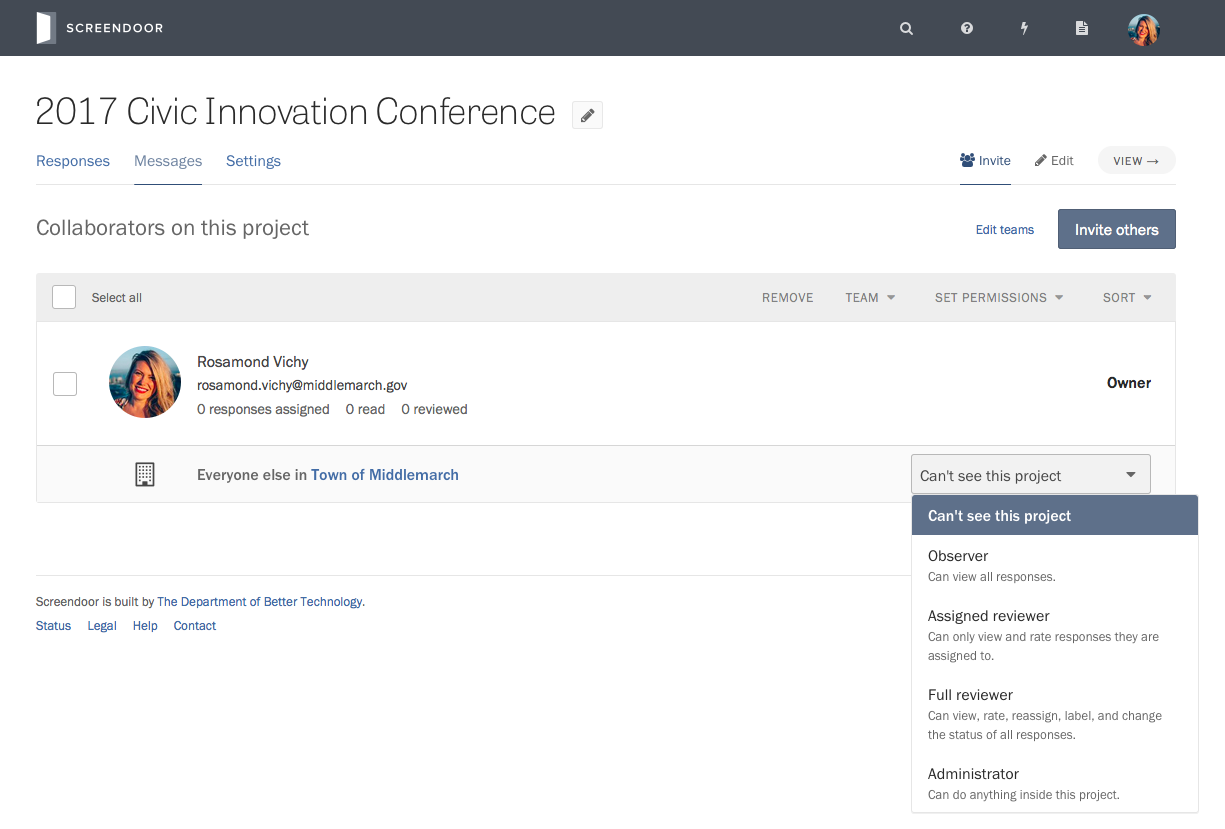 SCREENDOOR
2017 Civic Innovation Conference
Responses Messages Settings Invite Edit VIEW →
Collaborators on this project Edit teams Invite others
Select all REMOVE TEAM SET PERMISSIONS SORT
Rosamond Vichy
rosamond.vichy@middlemarch.gov
0 responses assigned 0 read 0 reviewed
Owner
Everyone else in Town of Middlemarch Can't see this project
Can't see this project
Observer
Can view all responses.
Assigned reviewer
Can only view and rate responses they are
assigned to.
Full reviewer
Can view, rate, reassign, label, and change
the status of all responses.
Administrator
Can do anything inside this project.
Screendoor is built by The Department of Better Technology.
Status Legal Help Contact